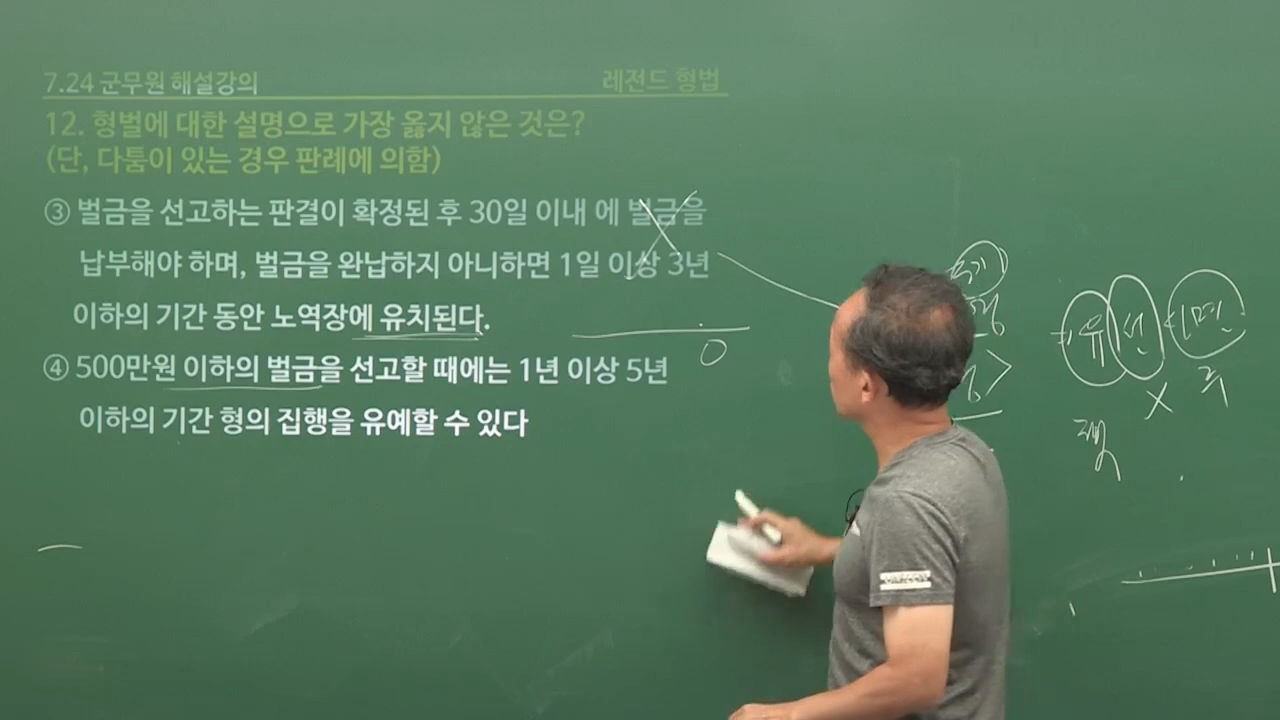 7.24 군무원 해설강의
레전드 형법
12. 형벌에 대한 설명으로 가장 옳지 않은 것은?
(단, 다툼이 있는 경우 판례에 의함)
③ 벌금을 선고하는 판결이 확정된 후 30일 이내 에 벌금을
납부해야 하며, 벌금을 완납하지 아니하면 1일 이상 3년
이하의 기간 동안 노역장에 유치된다.
④ 500만원 이하의 벌금을 선고할 때에는 1년 이상 5년
이하의 기간 형의 집행을 유예할 수 있다
유 선 면
X